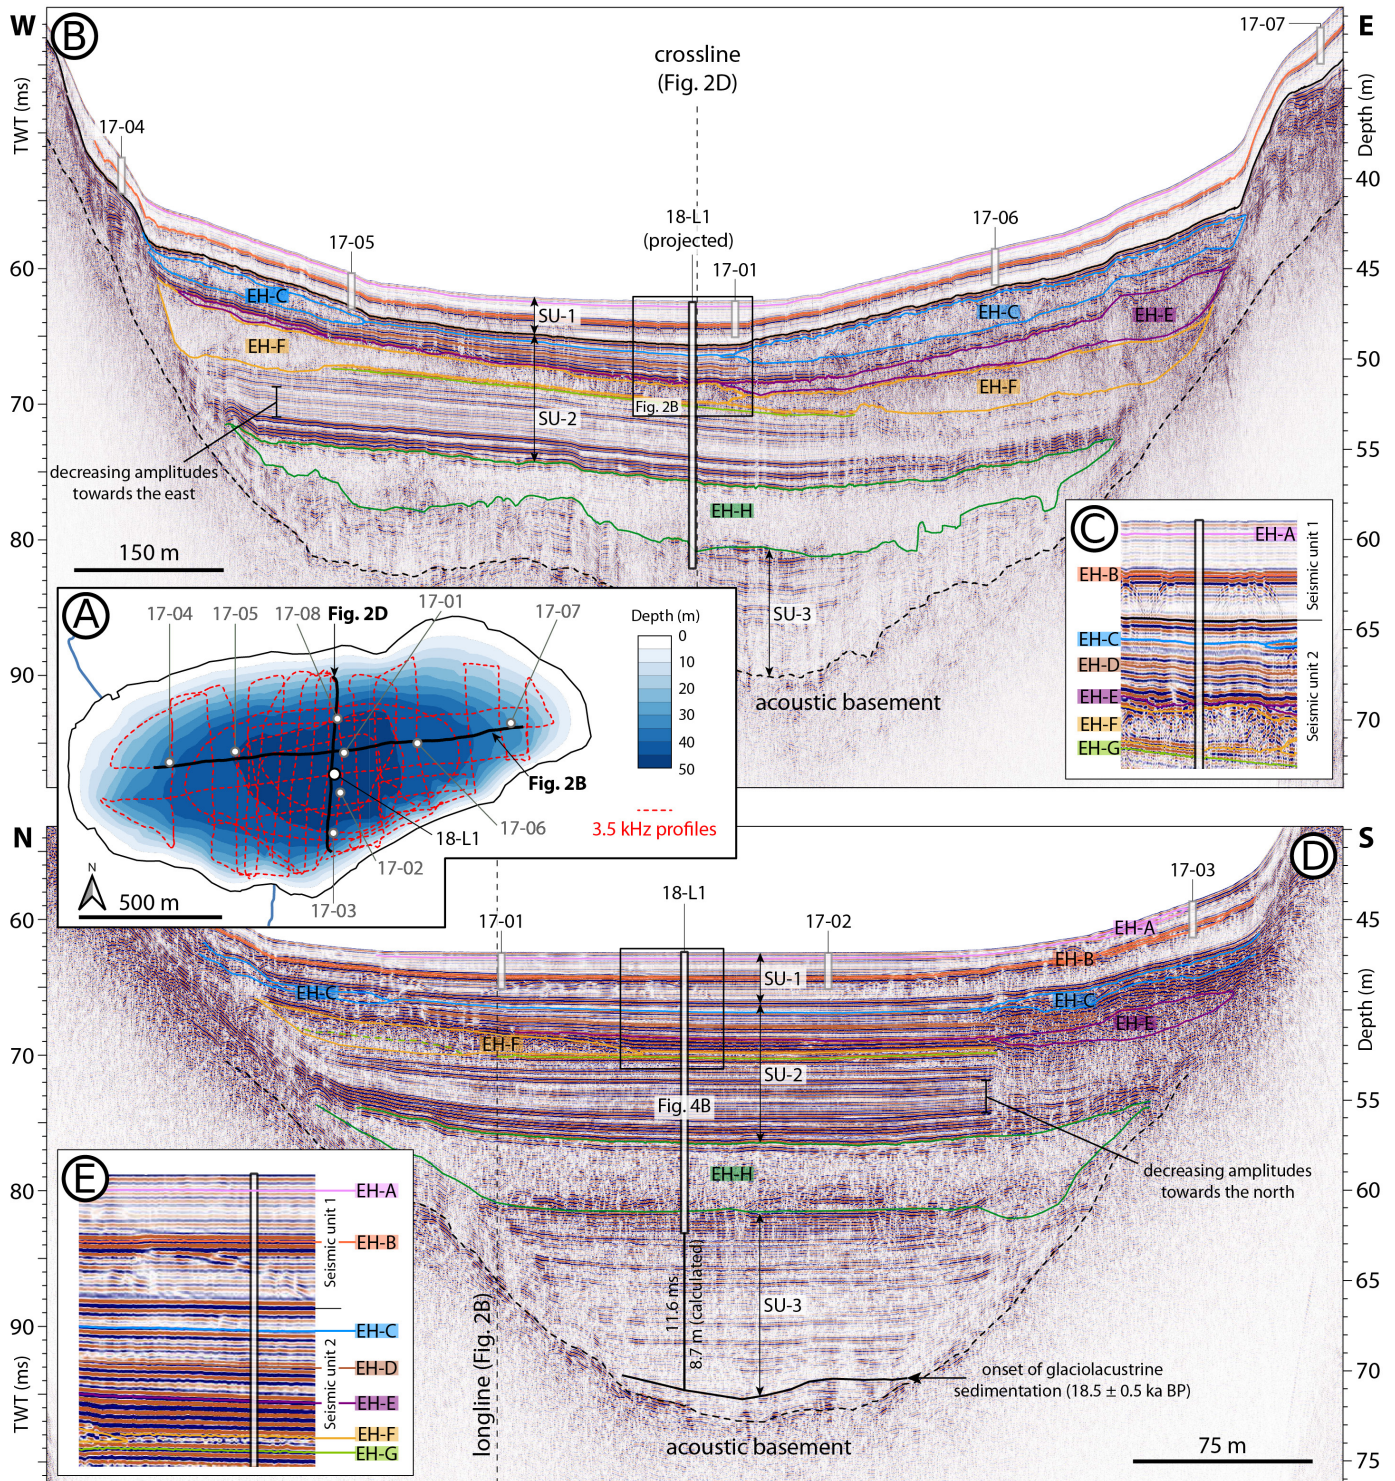 W
B
E
17-07
crossline
(Fig. 2D)
TWT (ms)
Depth (m)
17-04
40
18-L1
(projected)
17-06
17-05
17-01
60
45
EH-C
SU-1
EH-C
EH-E
EH-F
50
EH-F
70
Fig. 2B
SU-2
decreasing amplitudes
towards the east
55
EH-H
80
150 m
60
C
EH-A
EH-B
EH-C
EH-D
EH-E
EH-F
EH-G
Seismic unit 1
Seismic unit 2
65
70
SU-3
90
acoustic basement
A
17-04
17-05
17-08
Fig. 2D
17-01
17-07
Depth (m)
0
10
20
30
40
50
Fig. 2B
3.5 kHz profiles
17-06
18-L1
17-02
17-03
N
500 m
N
S
D
17-03
18-L1
17-01
17-02
60
45
EH-A
EH-B
SU-1
EH-C
EH-C
EH-E
EH-F
Depth (m)
70
SU-2
Fig. 4B
55
EH-H
decreasing amplitudes
towards the north
80
60
E
EH-A
EH-B
EH-C
EH-D
EH-E
EH-F
EH-G
Seismic unit 1
Seismic unit 2
11.6 ms
8.7 m (calculated)
65
SU-3
90
longline (Fig. 2B)
TWT (ms)
70
onset of glaciolacustrine
sedimentation (18.5 ± 0.5 ka BP)
acoustic basement
75 m
75